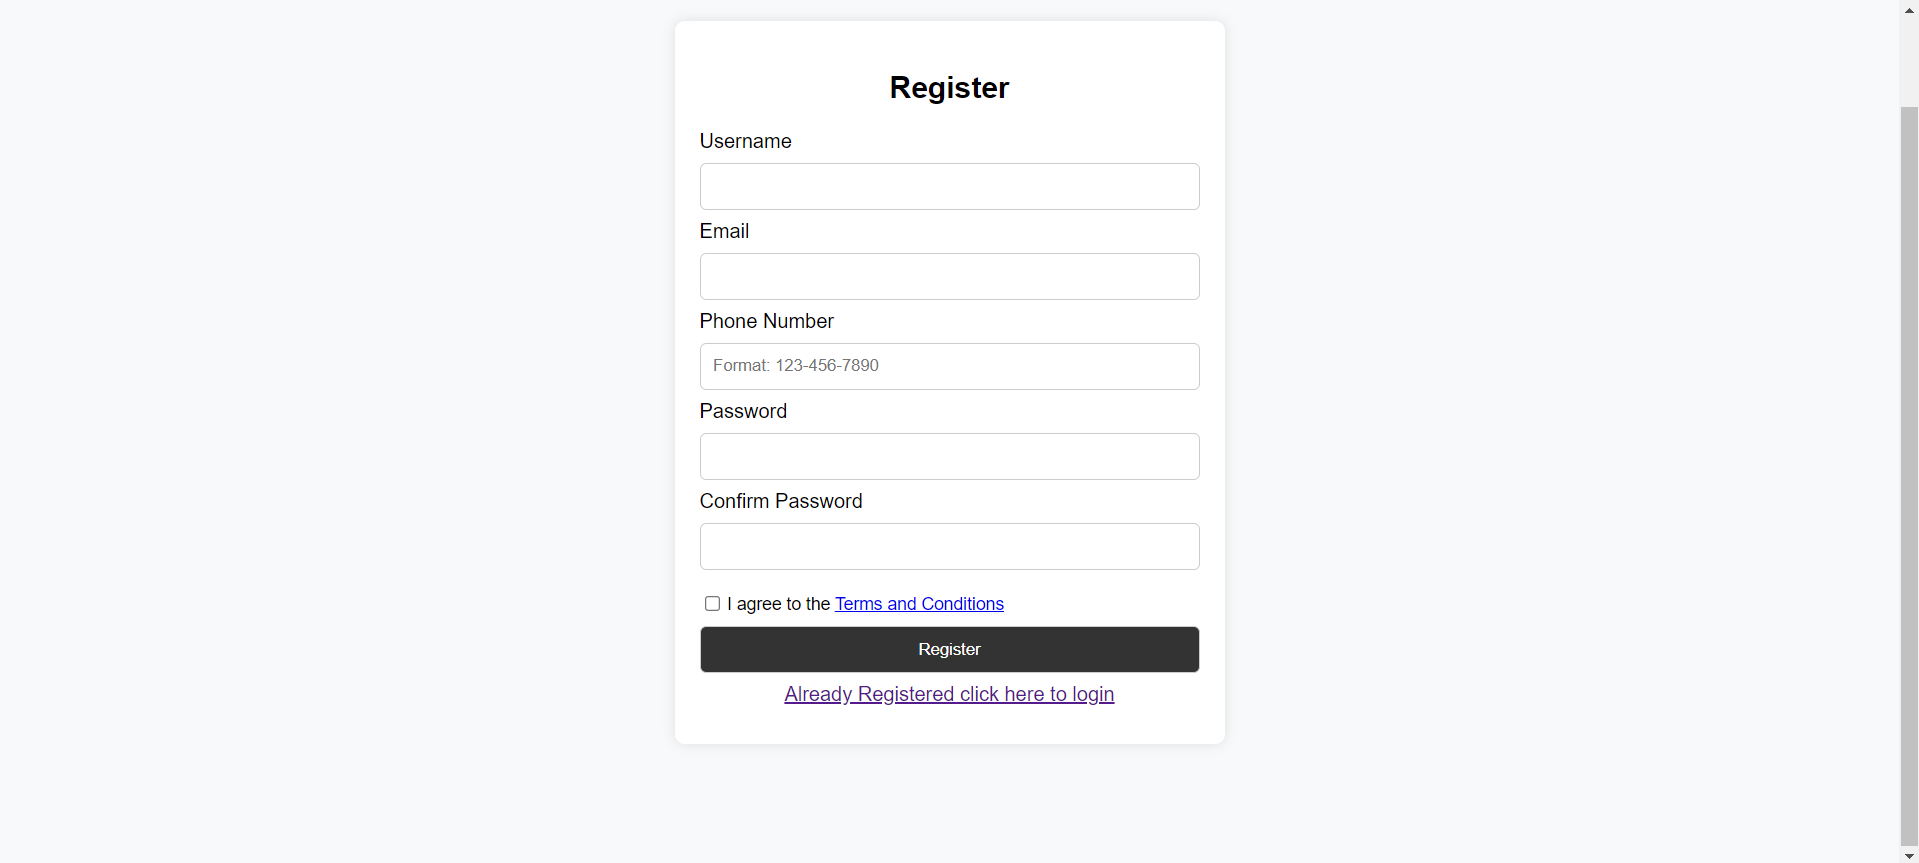 Register
Username
Email
Phone Number
Format: 123-456-7890
Password
Confirm Password
I agree to the Terms and Conditions
Register
Already Registered click here to login